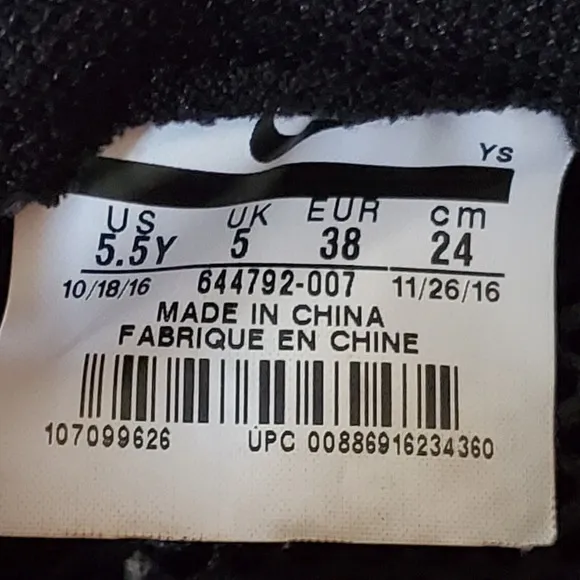 YS
US UK EUR cm
5.5Y 5 38 24
10/18/16 644792-007 11/26/16
MADE IN CHINA
FABRIQUE EN CHINE
107099626 UPC 00886916234360